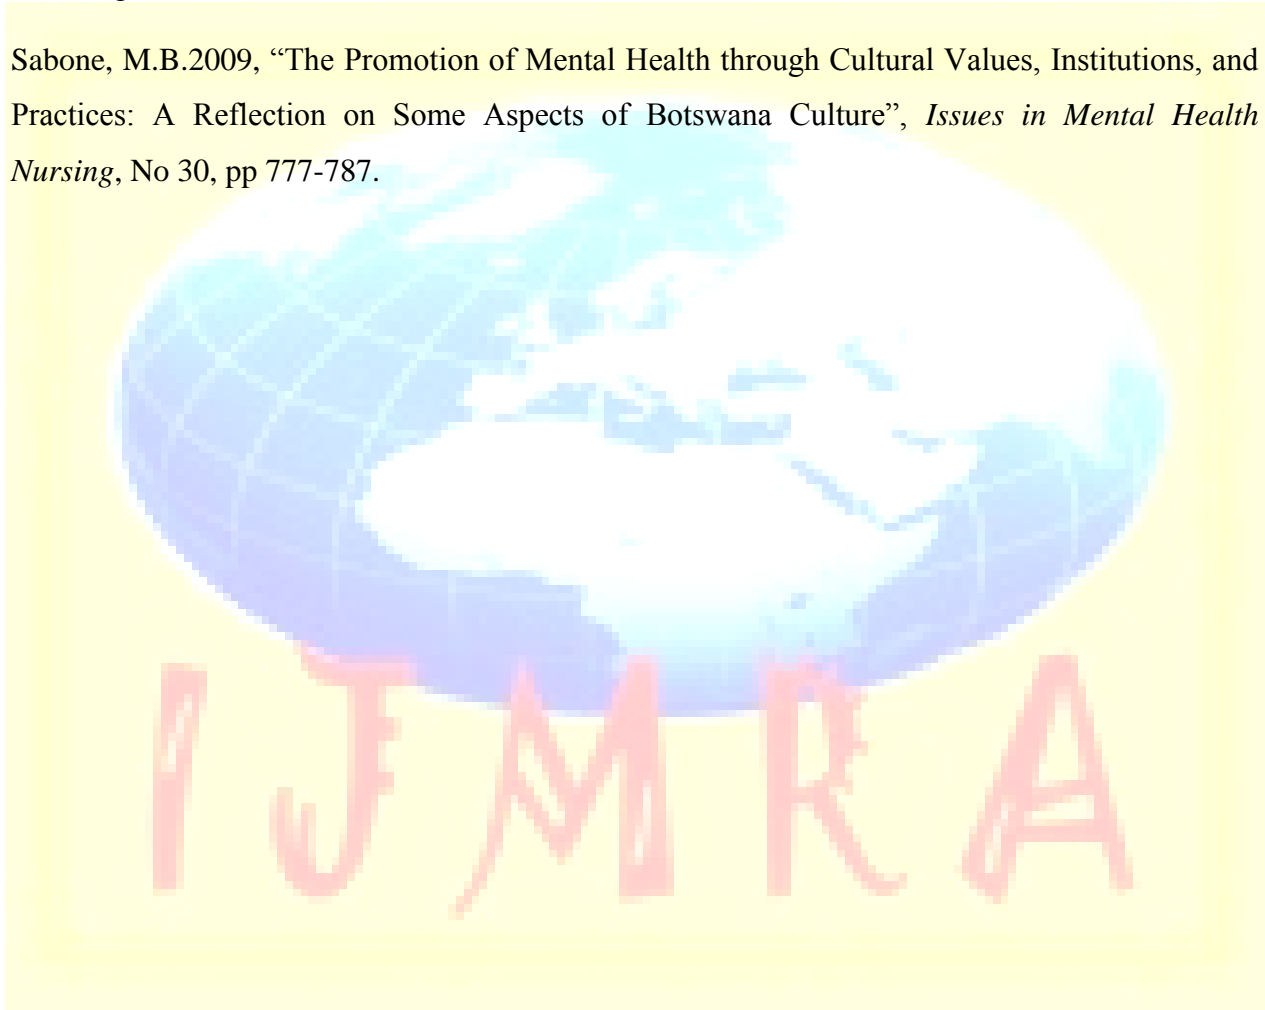 Sabone, M.B.2009, “The Promotion of Mental Health through Cultural Values, Institutions, and
Practices: A Reflection on Some Aspects of Botswana Culture”, Issues in Mental Health
Nursing, No 30, pp 777-787.
IJMRA